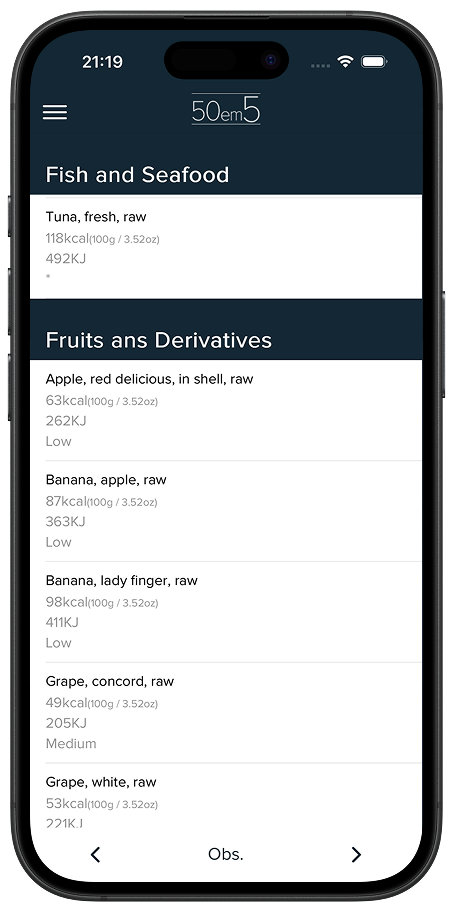 21:19
50em5
Fish and Seafood
Tuna, fresh, raw
118kcal(100g / 3.52oz)
492KJ
*
Fruits ans Derivatives
Apple, red delicious, in shell, raw
63kcal(100g / 3.52oz)
262KJ
Low
Banana, apple, raw
87kcal(100g / 3.52oz)
363KJ
Low
Banana, lady finger, raw
98kcal(100g / 3.52oz)
411KJ
Low
Grape, concord, raw
49kcal(100g / 3.52oz)
205KJ
Medium
Grape, white, raw
53kcal(100g / 3.52oz)
221KJ
Obs.